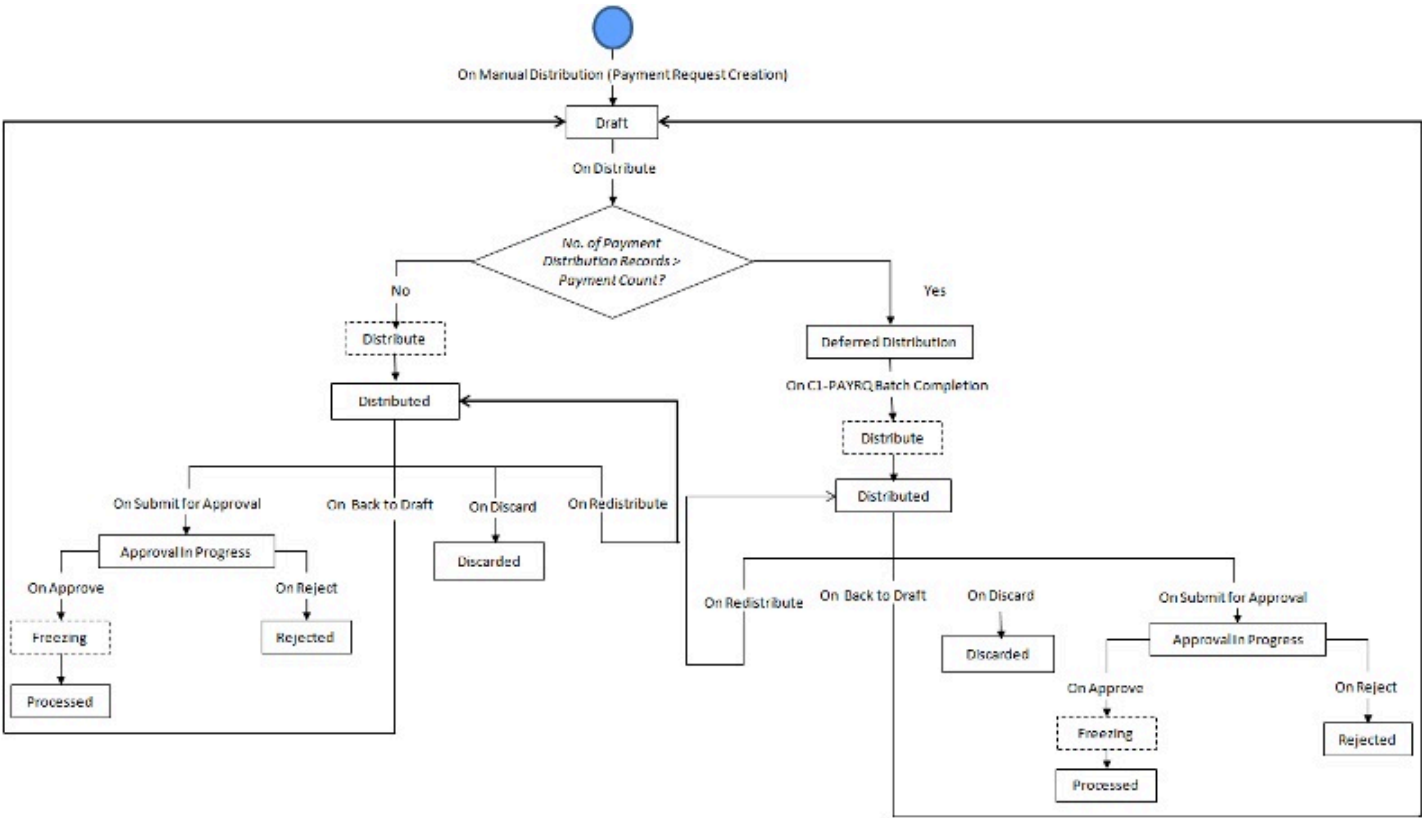 On Manual Distribution (Payment Request Creation)
Draft
On Distribute
No. of Payment
Distribution Records >
Payment Count?
No
Yes
Distribute
Deferred Distribution
Distributed
On C1-PAYRQ Batch Completion
Distribute
Distributed
On Submit for Approval
On Back to Draft
On Discard
On Redistribute
Approval In Progress
Discarded
On Approve
On Reject
Freezing
Rejected
Processed
On Redistribute
On Back to Draft
On Discard
On Submit for Approval
Discarded
Approval In Progress
On Approve
On Reject
Freezing
Rejected
Processed